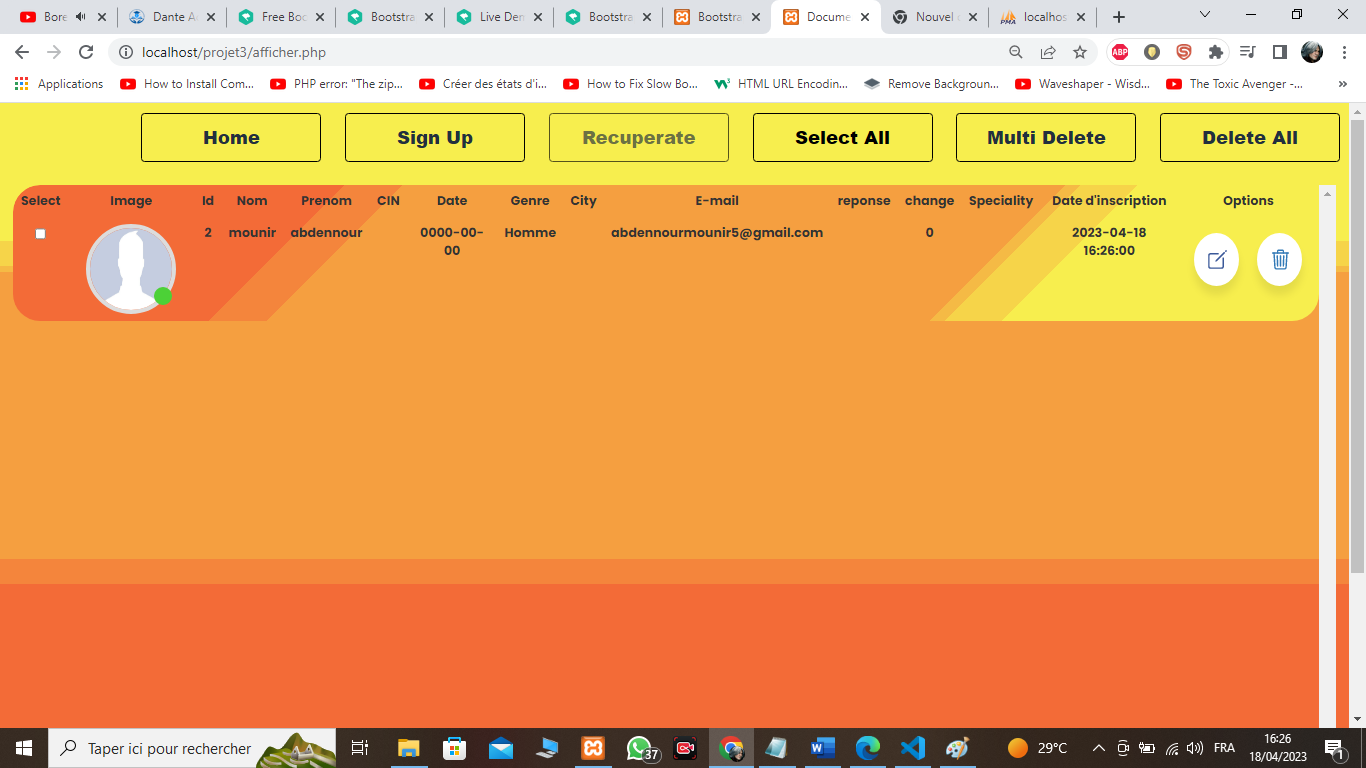 Bore
Dante A
Free Boo
Bootstra
Live Den
Bootstra
Bootstra
Docume
Nouvel
localhos
localhost/projet3/afficher.php
Applications
How to Install Com...
PHP error: "The zip...
Créer des états d'i...
How to Fix Slow Bo...
HTML URL Encodin...
Remove Backgroun...
Waveshaper - Wisd...
The Toxic Avenger -...
Home Sign Up Recuperate Select All Multi Delete Delete All
Select Image Id Nom Prenom CIN Date Genre City E-mail reponse change Speciality Date d'inscription Options
2 mounir abdennour 0000-00- Homme abdennourmounir5@gmail.com 0 2023-04-18
00 16:26:00
Taper ici pour rechercher
37
29°C
FRA
16:26
18/04/2023
1